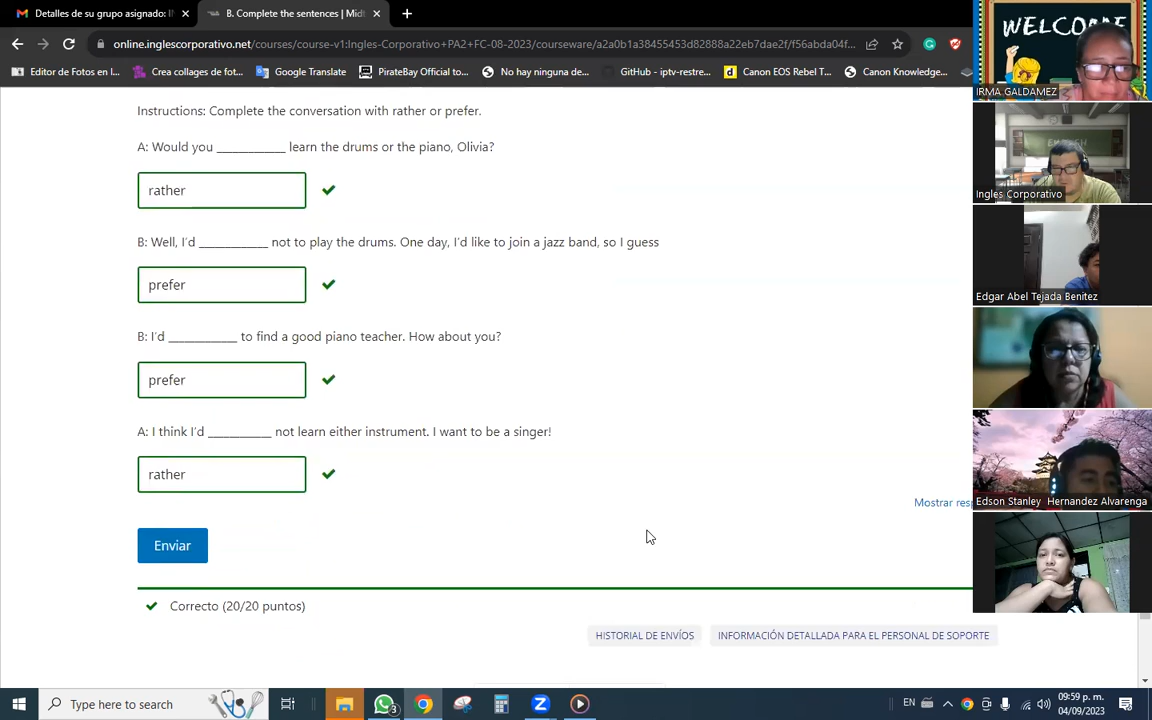 Detalles de su grupo asignado: I
B. Complete the sentences | Midt
online.inglescorporativo.net/courses/course-v1:Ingles-Corporativo+PA2+FC-08-2023/courseware/a2a0b1a38455453d82888a22eb7dae2f/f56abda04f...
Editor de Fotos en l...
Crea collages de fot...
Google Translate
PirateBay Official to...
No hay ninguna de...
GitHub - iptv-restre...
Canon EOS Rebel T...
Canon Knowledge...
WELCOME
IRMA GALDAMEZ
Ingles Corporativo
Edgar Abel Tejada Benitez
Edson Stanley Hernandez Alvarenga
Instructions: Complete the conversation with rather or prefer.
A: Would you ____________ learn the drums or the piano, Olivia?
rather
B: Well, I'd ____________ not to play the drums. One day, I'd like to join a jazz band, so I guess
prefer
B: I'd ____________ to find a good piano teacher. How about you?
prefer
A: I think I'd ___________ not learn either instrument. I want to be a singer!
rather
Mostrar resp
Enviar
Correcto (20/20 puntos)
HISTORIAL DE ENVÍOS
INFORMACIÓN DETALLADA PARA EL PERSONAL DE SOPORTE
Type here to search
3
EN
09:59 p. m.
04/09/2023